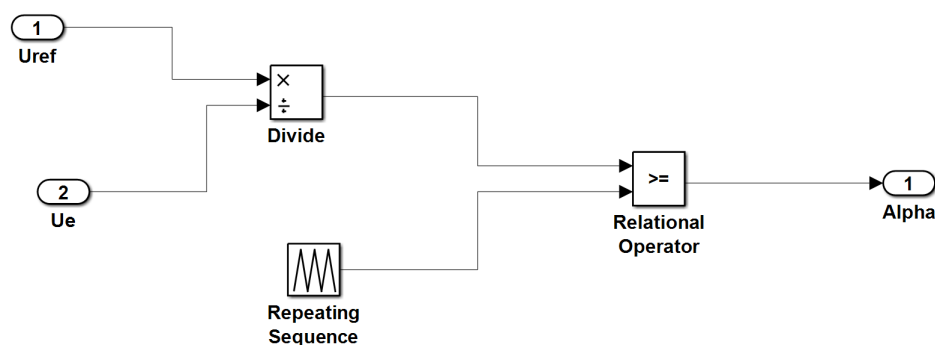 1
Uref
×
÷
Divide
2
Ue
>=
Relational
Operator
1
Alpha
Repeating
Sequence